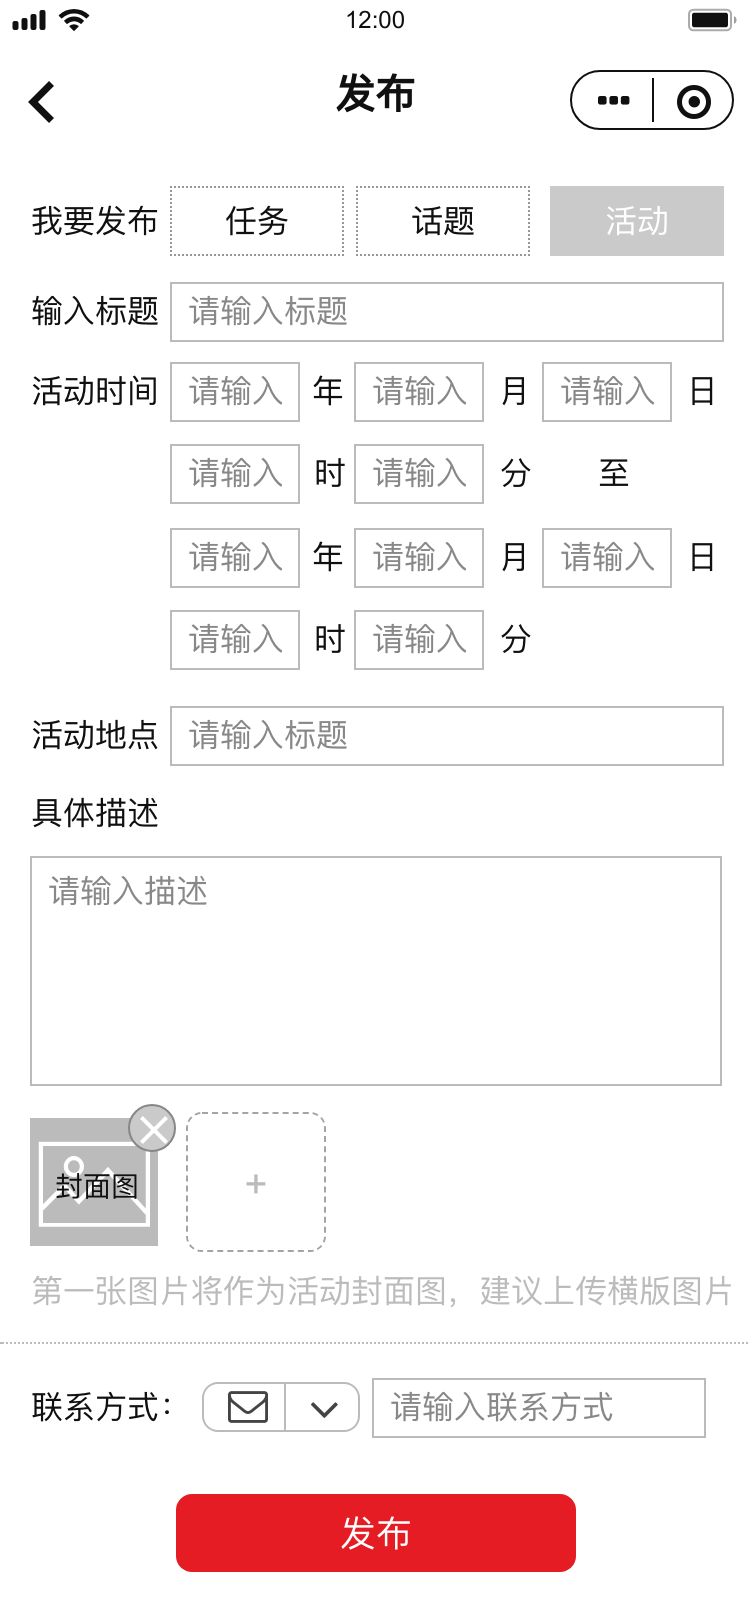 12:00
发布
我要发布 任务 话题 活动
输入标题 请输入标题
活动时间 请输入 年 请输入 月 请输入 日
请输入 时 请输入 分 至
请输入 年 请输入 月 请输入 日
请输入 时 请输入 分
活动地点 请输入标题
具体描述
请输入描述
封面图 +
第一张图片将作为活动封面图，建议上传横版图片
联系方式： 请输入联系方式
发布